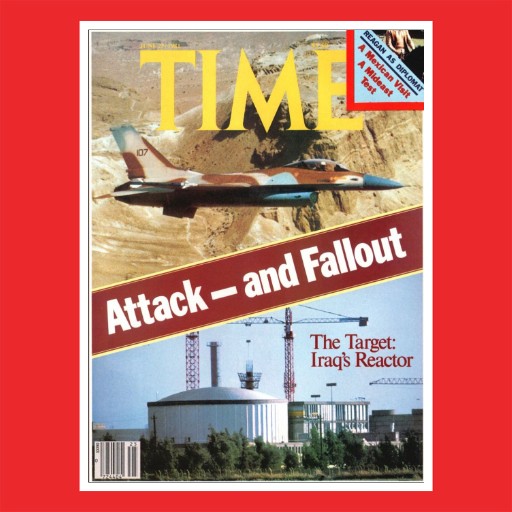 TIME
REAGAN AS DIPLOMAT
A Mexican Visit
A Mideast
Test
107
Attack — and Fallout
The Target:
Iraq's Reactor